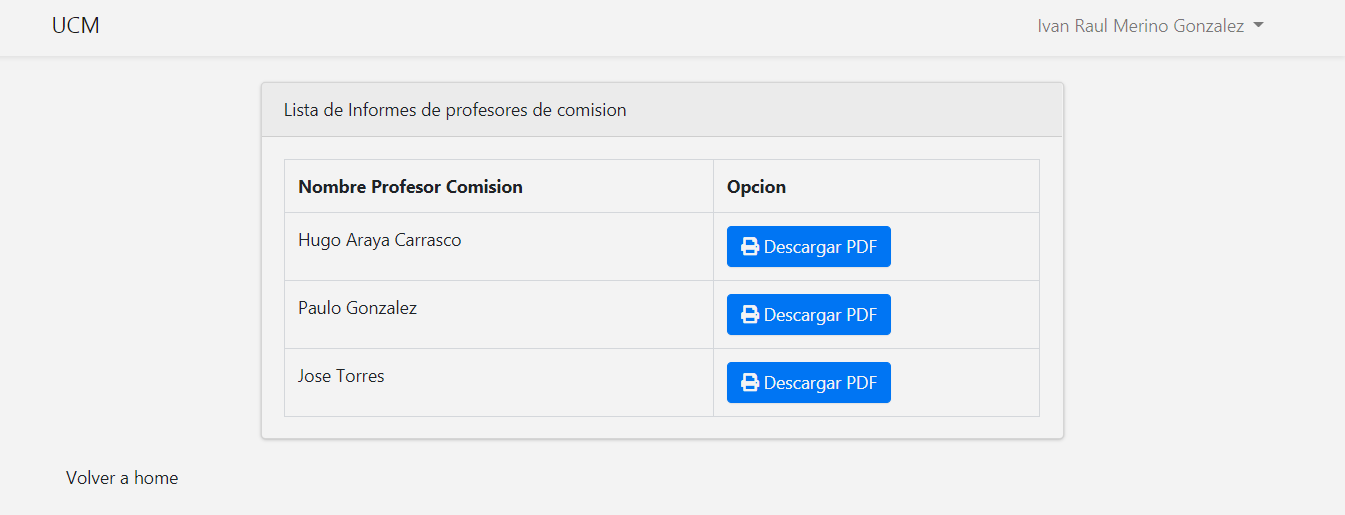 UCM
Ivan Raul Merino Gonzalez
Lista de Informes de profesores de comision
Nombre Profesor Comision Opcion
Hugo Araya Carrasco Descargar PDF
Paulo Gonzalez Descargar PDF
Jose Torres Descargar PDF
Volver a home